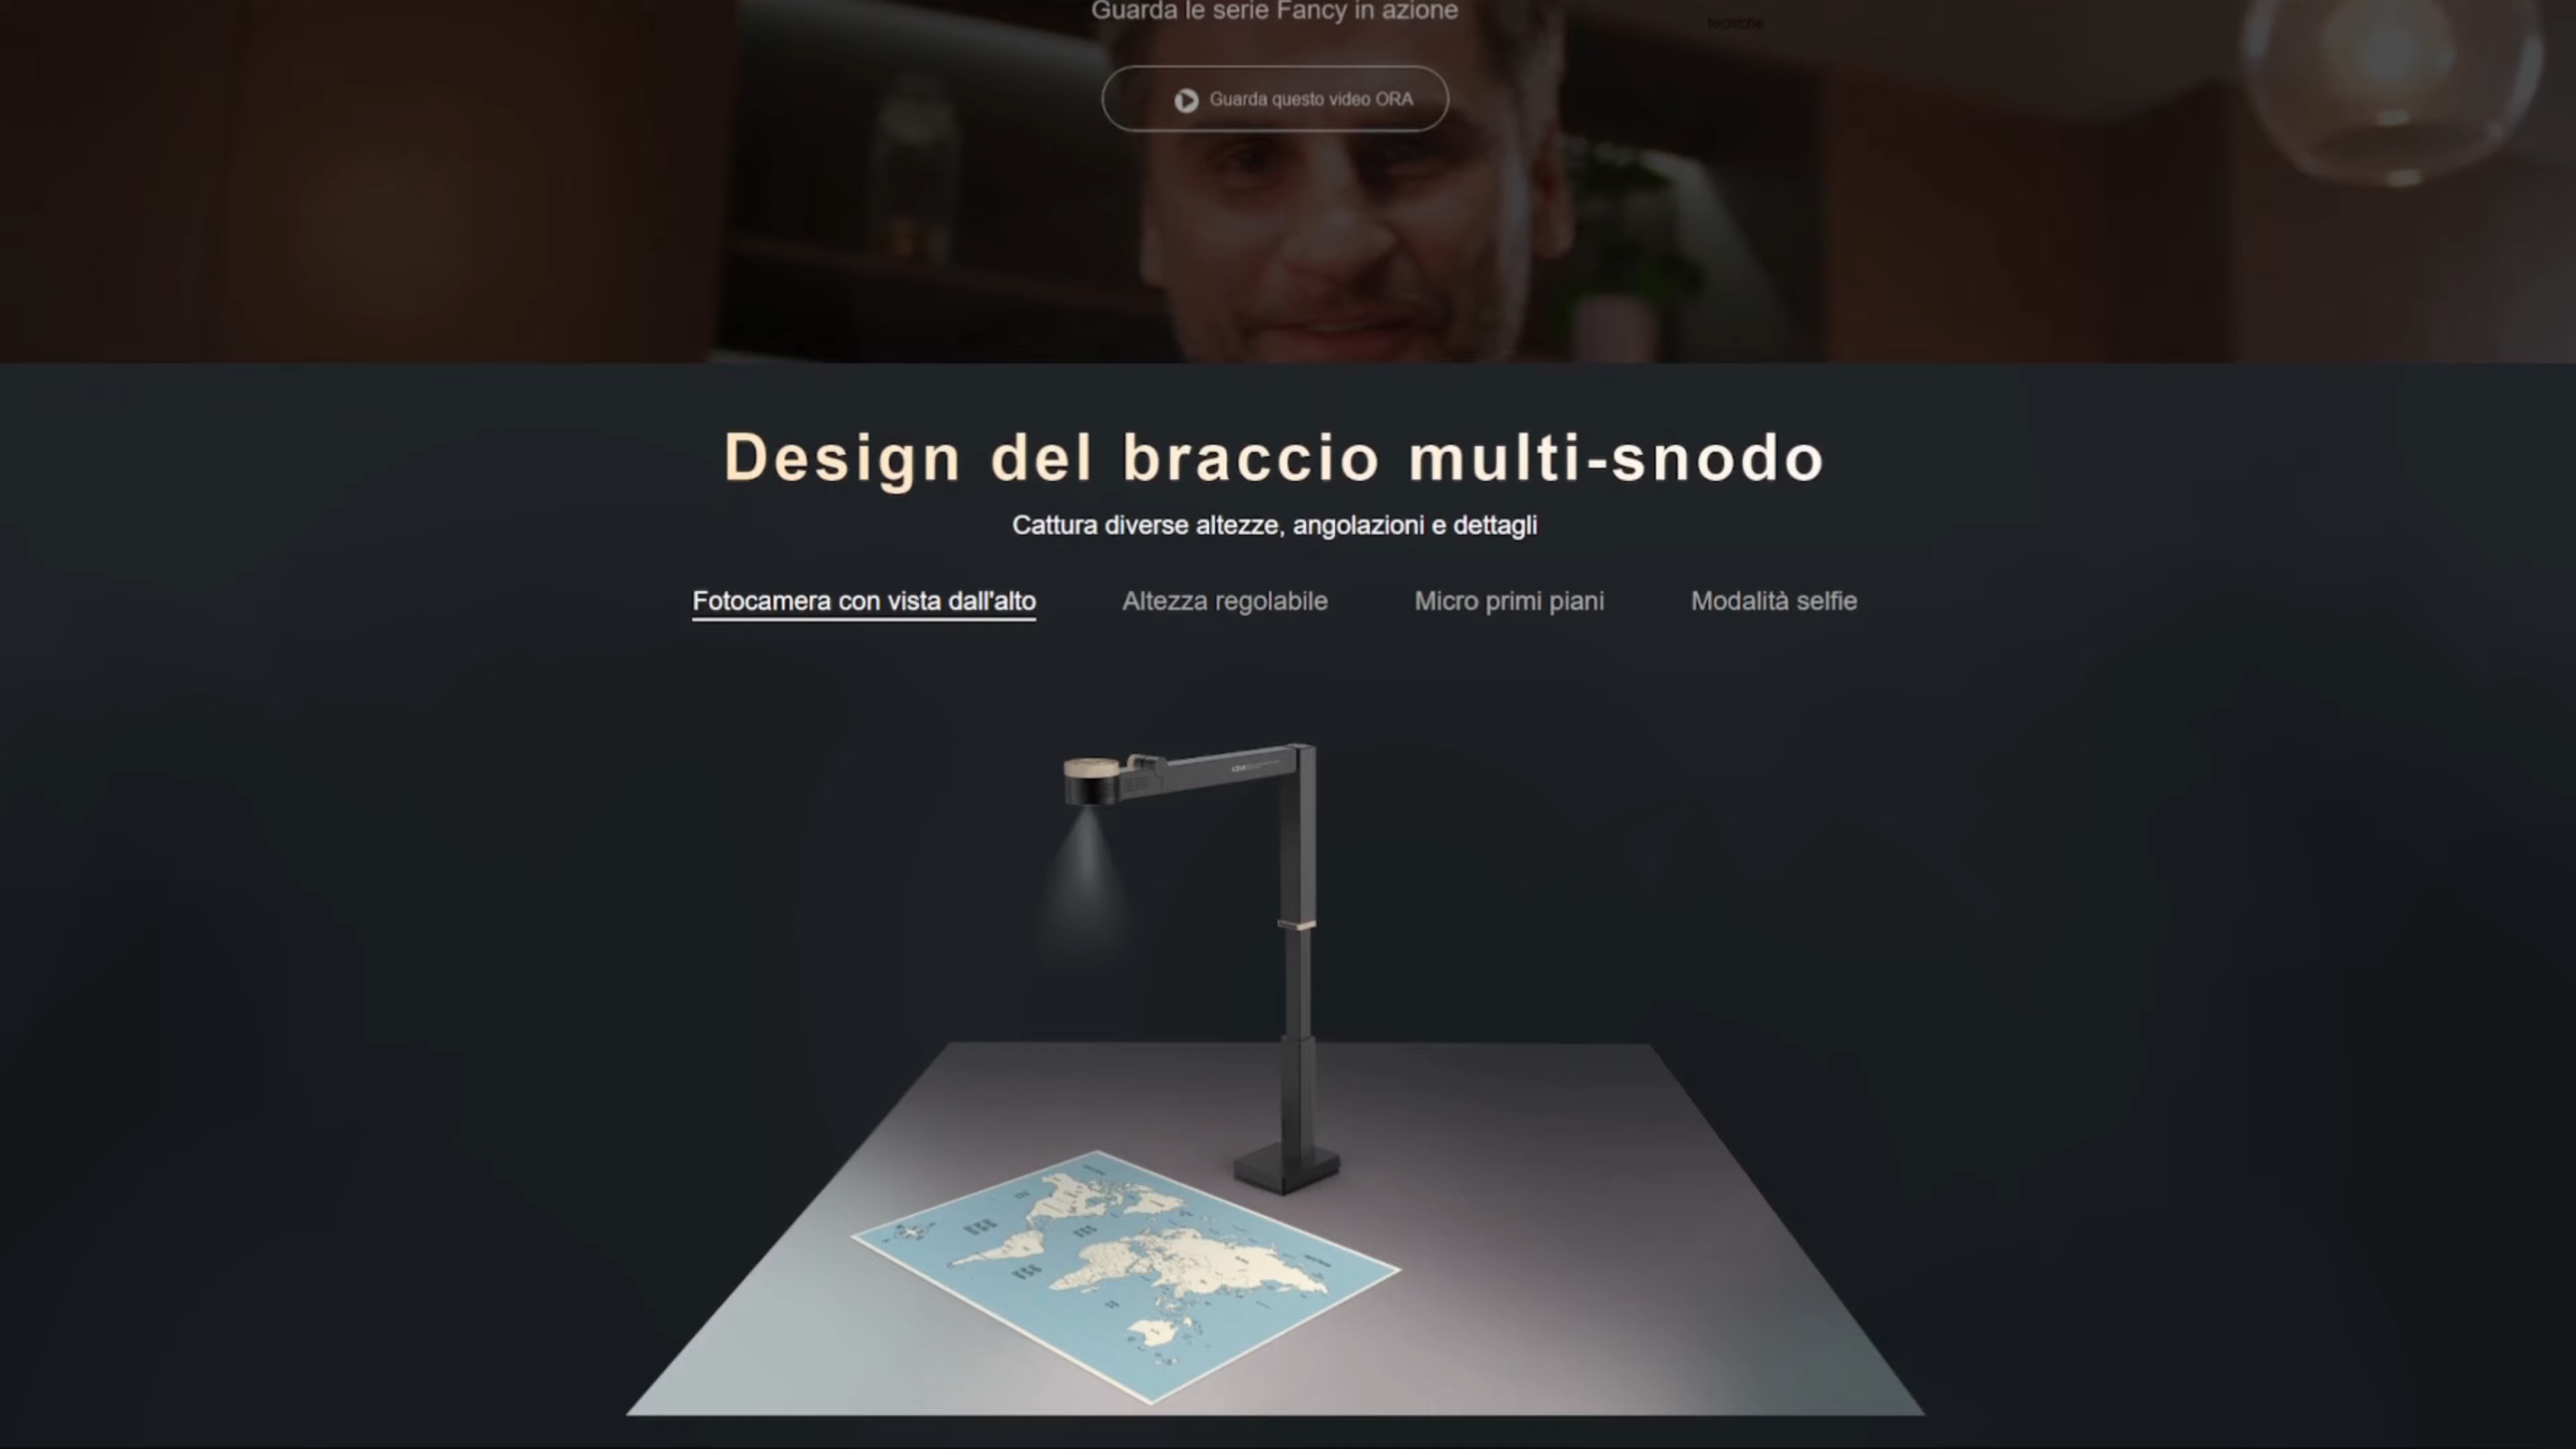 Guarda le serie Fancy in azione
tecniche
Guarda questo video ORA
Design del braccio multi-snodo
Cattura diverse altezze, angolazioni e dettagli
Fotocamera con vista dall'alto
Altezza regolabile
Micro primi piani
Modalità selfie